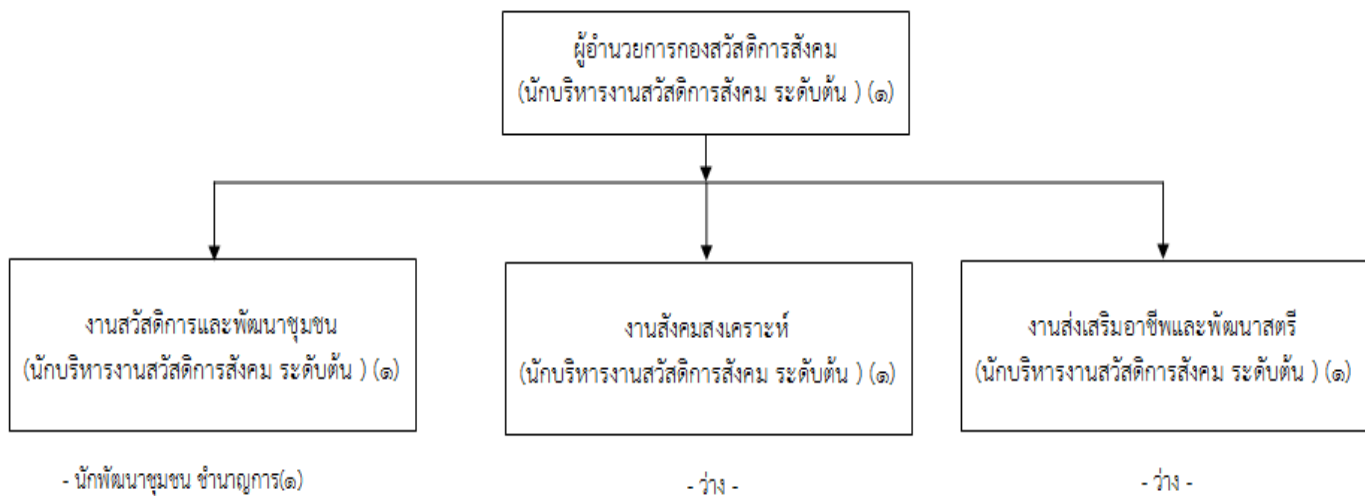 ผู้อำนวยการกองสวัสดิการสังคม
(นักบริหารงานสวัสดิการสังคม ระดับต้น ) (๑)
งานสวัสดิการและพัฒนาชุมชน
(นักบริหารงานสวัสดิการสังคม ระดับต้น ) (๑)
งานสังคมสงเคราะห์
(นักบริหารงานสวัสดิการสังคม ระดับต้น ) (๑)
งานส่งเสริมอาชีพและพัฒนาสตรี
(นักบริหารงานสวัสดิการสังคม ระดับต้น ) (๑)
- นักพัฒนาชุมชน ชำนาญการ(๑)
- ว่าง -
- ว่าง -